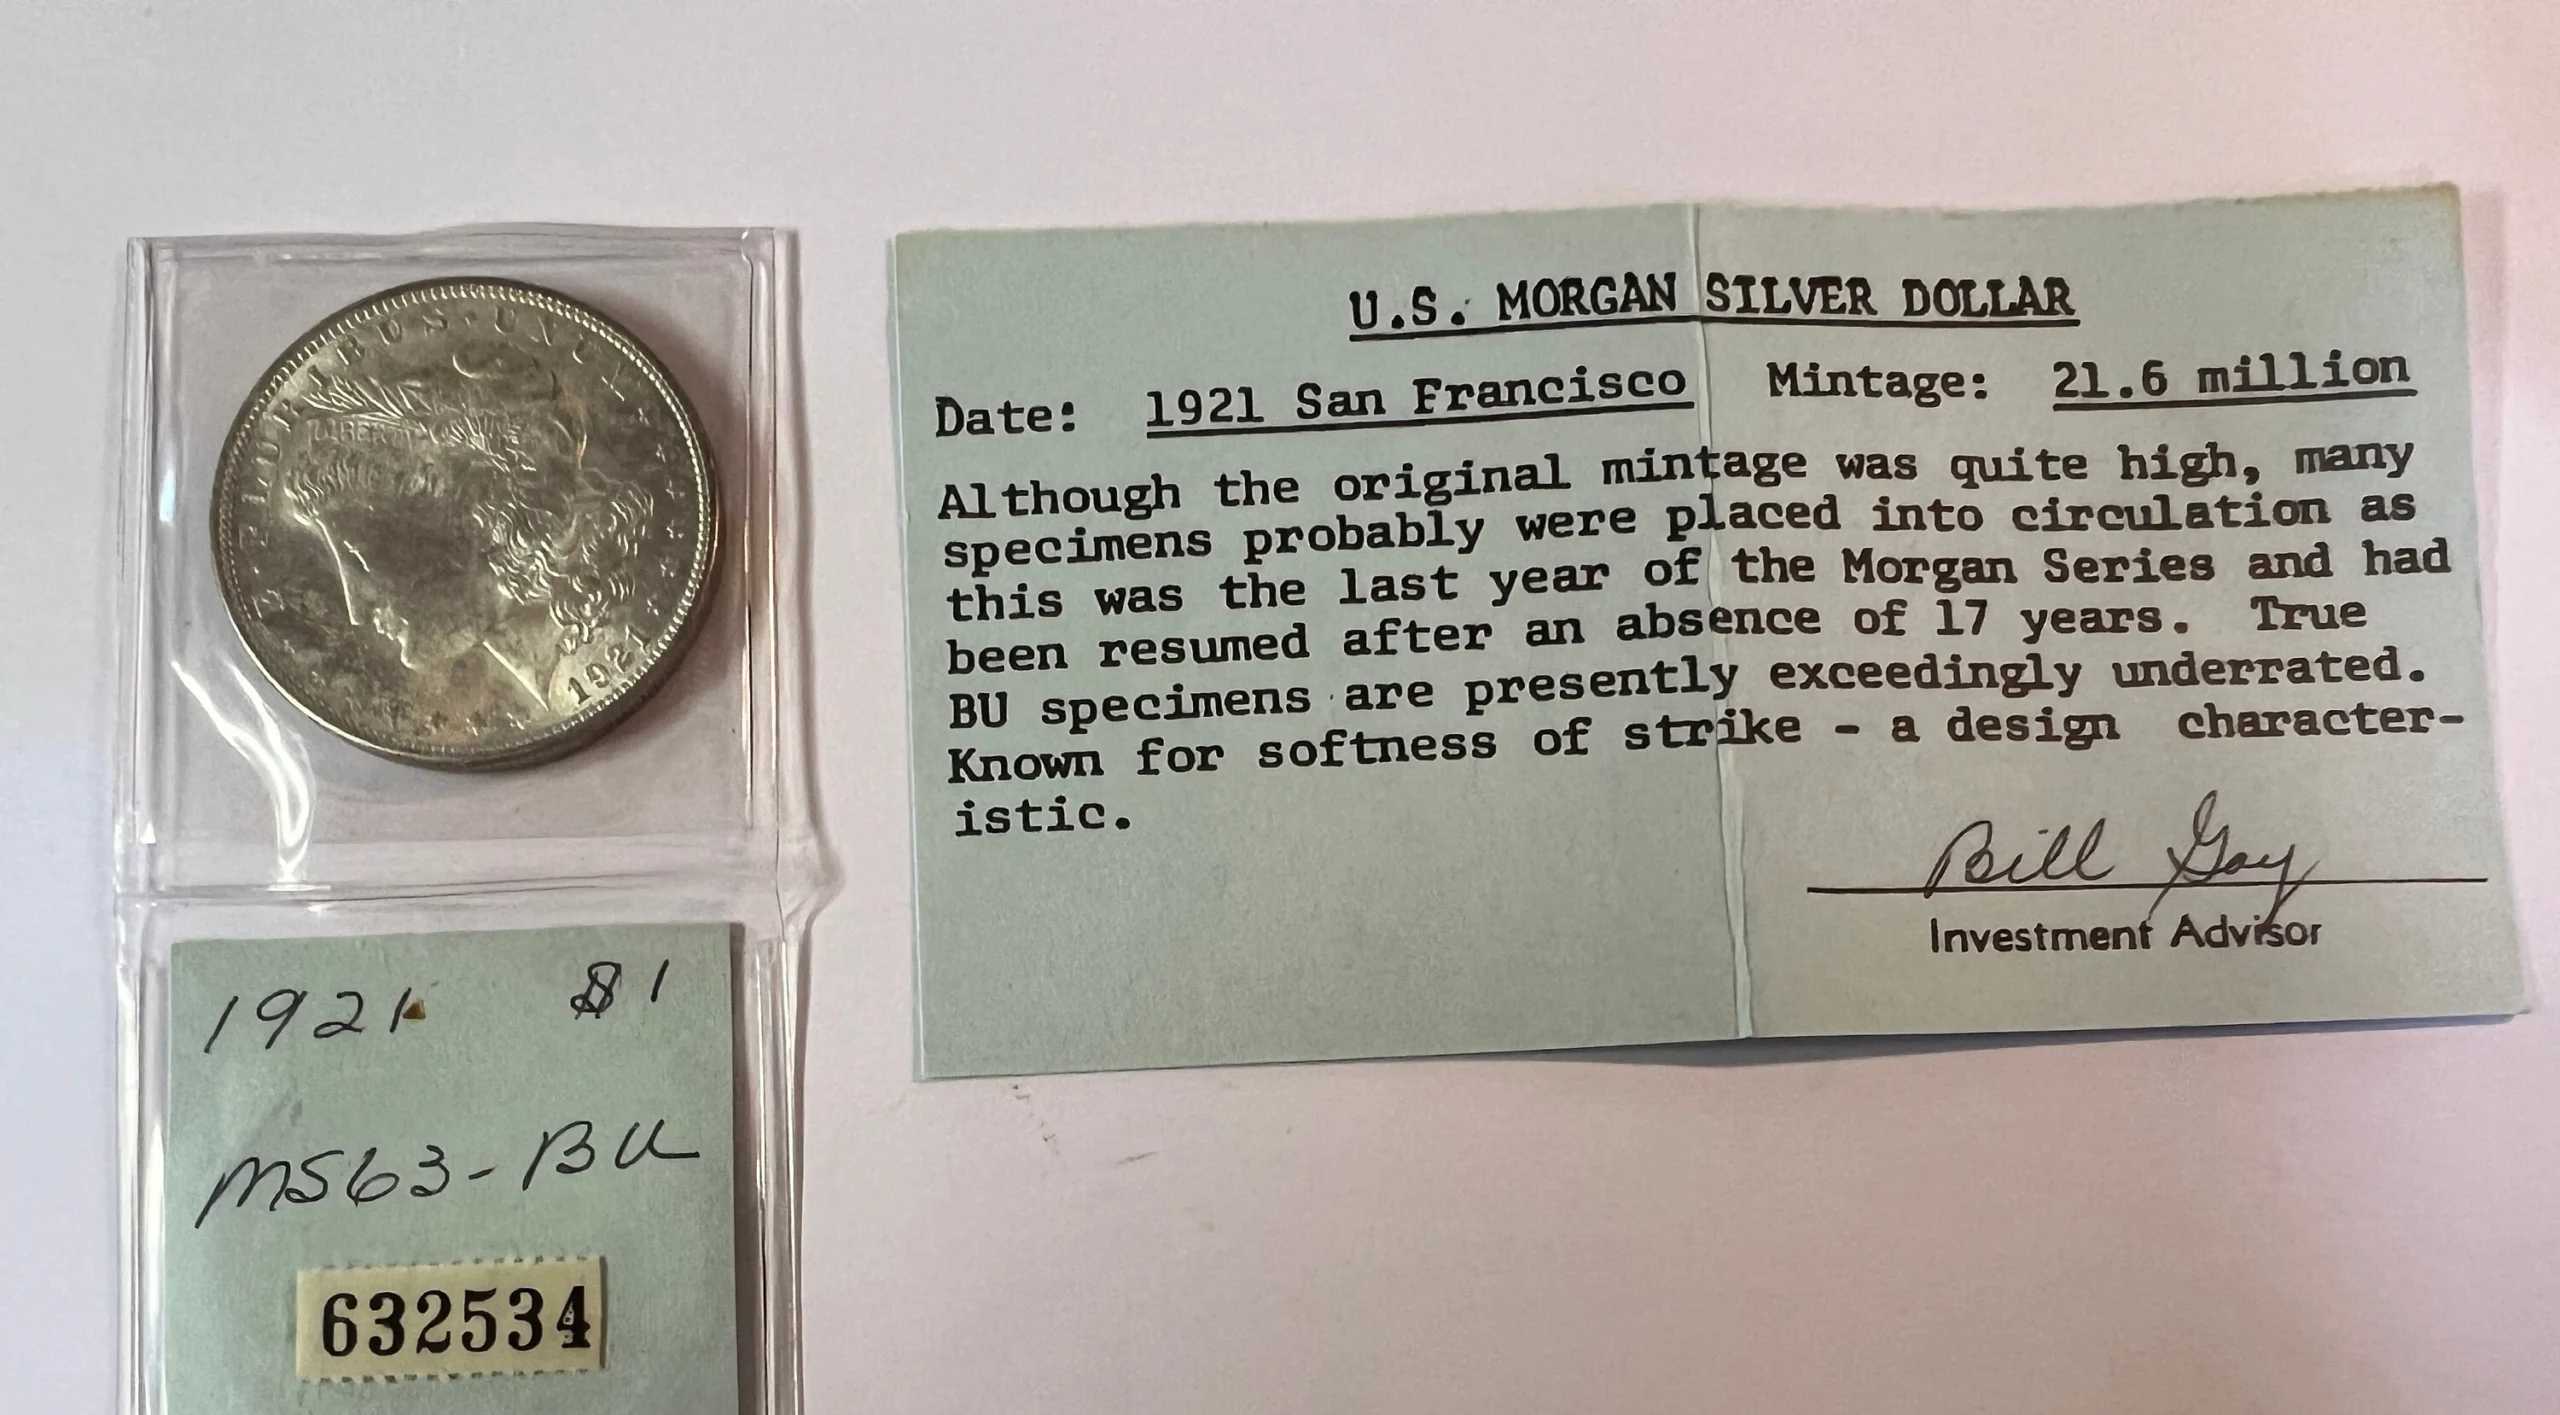 E·PLURIBUS·UNUM
LIBERTY
1921
1921 $1
MS63-BU
632534
U.S. MORGAN SILVER DOLLAR
Date: 1921 San Francisco Mintage: 21.6 million
Although the original mintage was quite high, many
specimens probably were placed into circulation as
this was the last year of the Morgan Series and had
been resumed after an absence of 17 years. True
BU specimens are presently exceedingly underrated.
Known for softness of strike - a design character-
istic.
Bill Gay
Investment Advisor